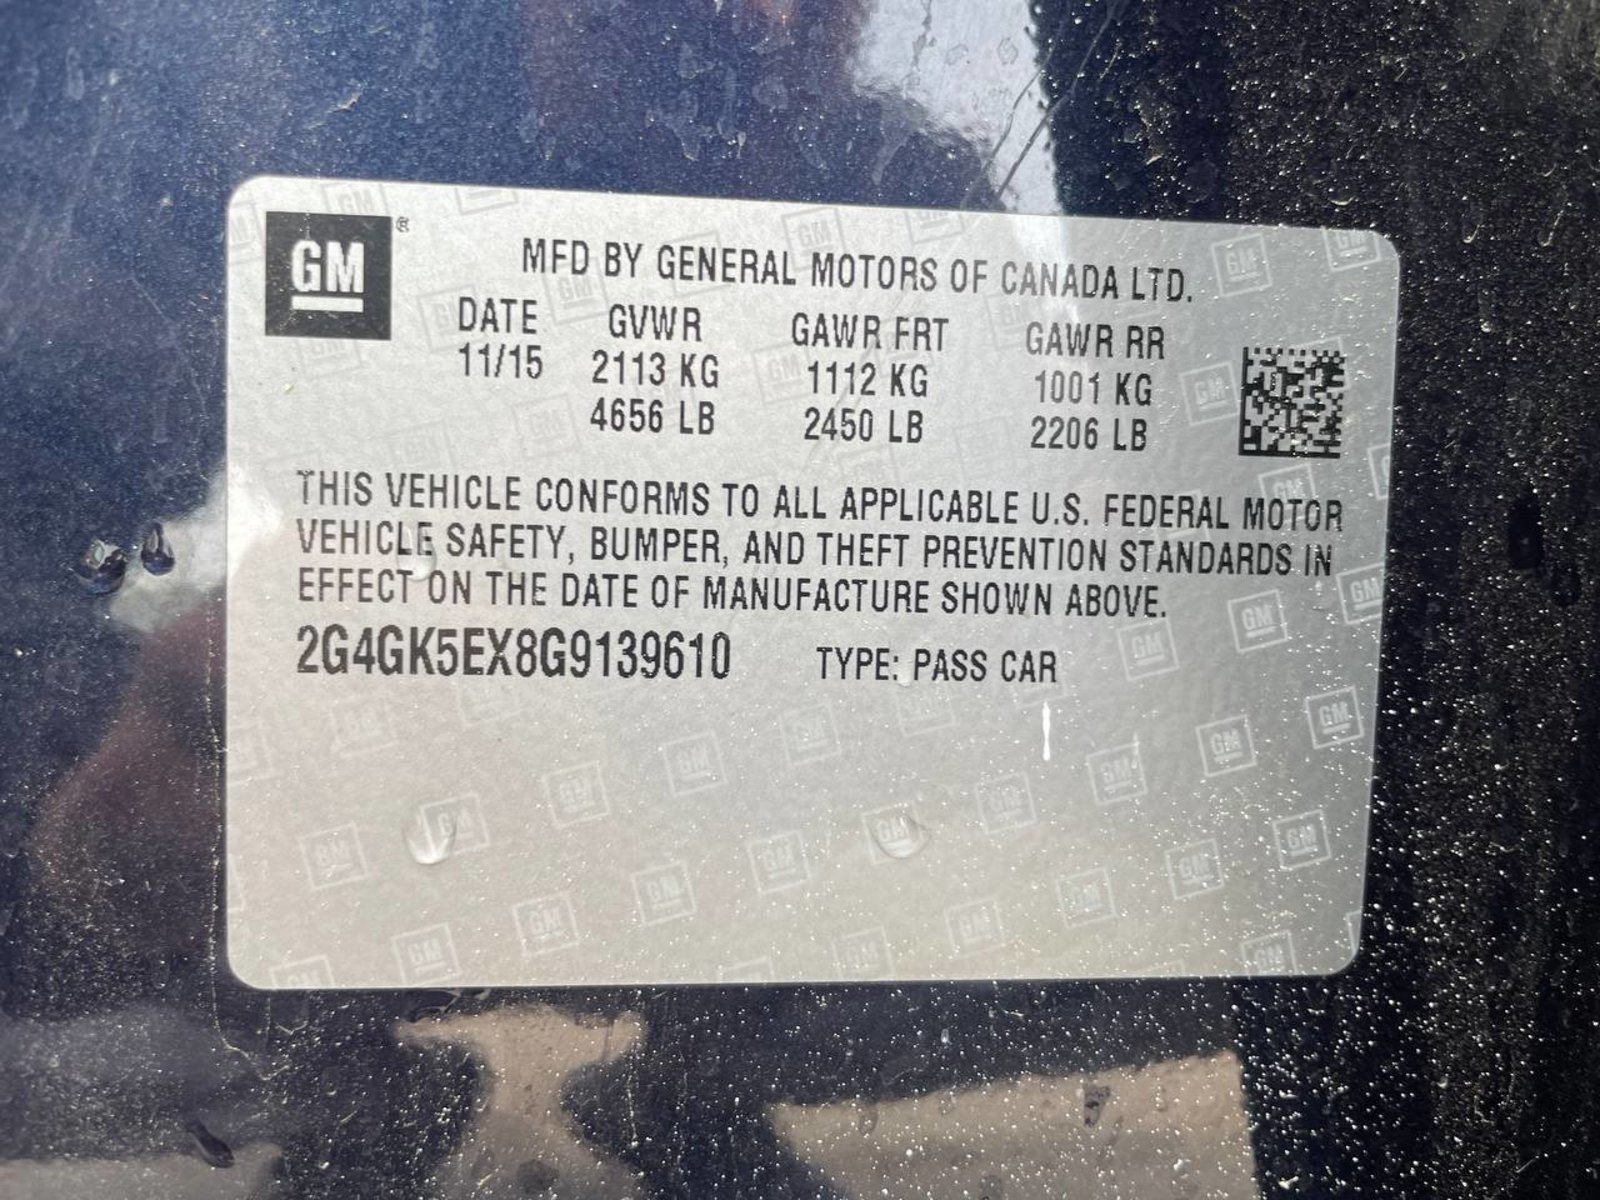 GM®
MFD BY GENERAL MOTORS OF CANADA LTD.
DATE GVWR GAWR FRT GAWR RR
11/15 2113 KG 1112 KG 1001 KG
4656 LB 2450 LB 2206 LB
THIS VEHICLE CONFORMS TO ALL APPLICABLE U.S. FEDERAL MOTOR
VEHICLE SAFETY, BUMPER, AND THEFT PREVENTION STANDARDS IN
EFFECT ON THE DATE OF MANUFACTURE SHOWN ABOVE.
2G4GK5EX8G9139610 TYPE: PASS CAR